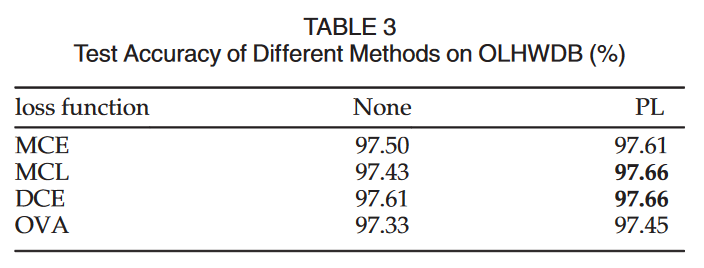 TABLE 3
Test Accuracy of Different Methods on OLHWDB (%)
loss function None PL
MCE 97.50 97.61
MCL 97.43 97.66
DCE 97.61 97.66
OVA 97.33 97.45